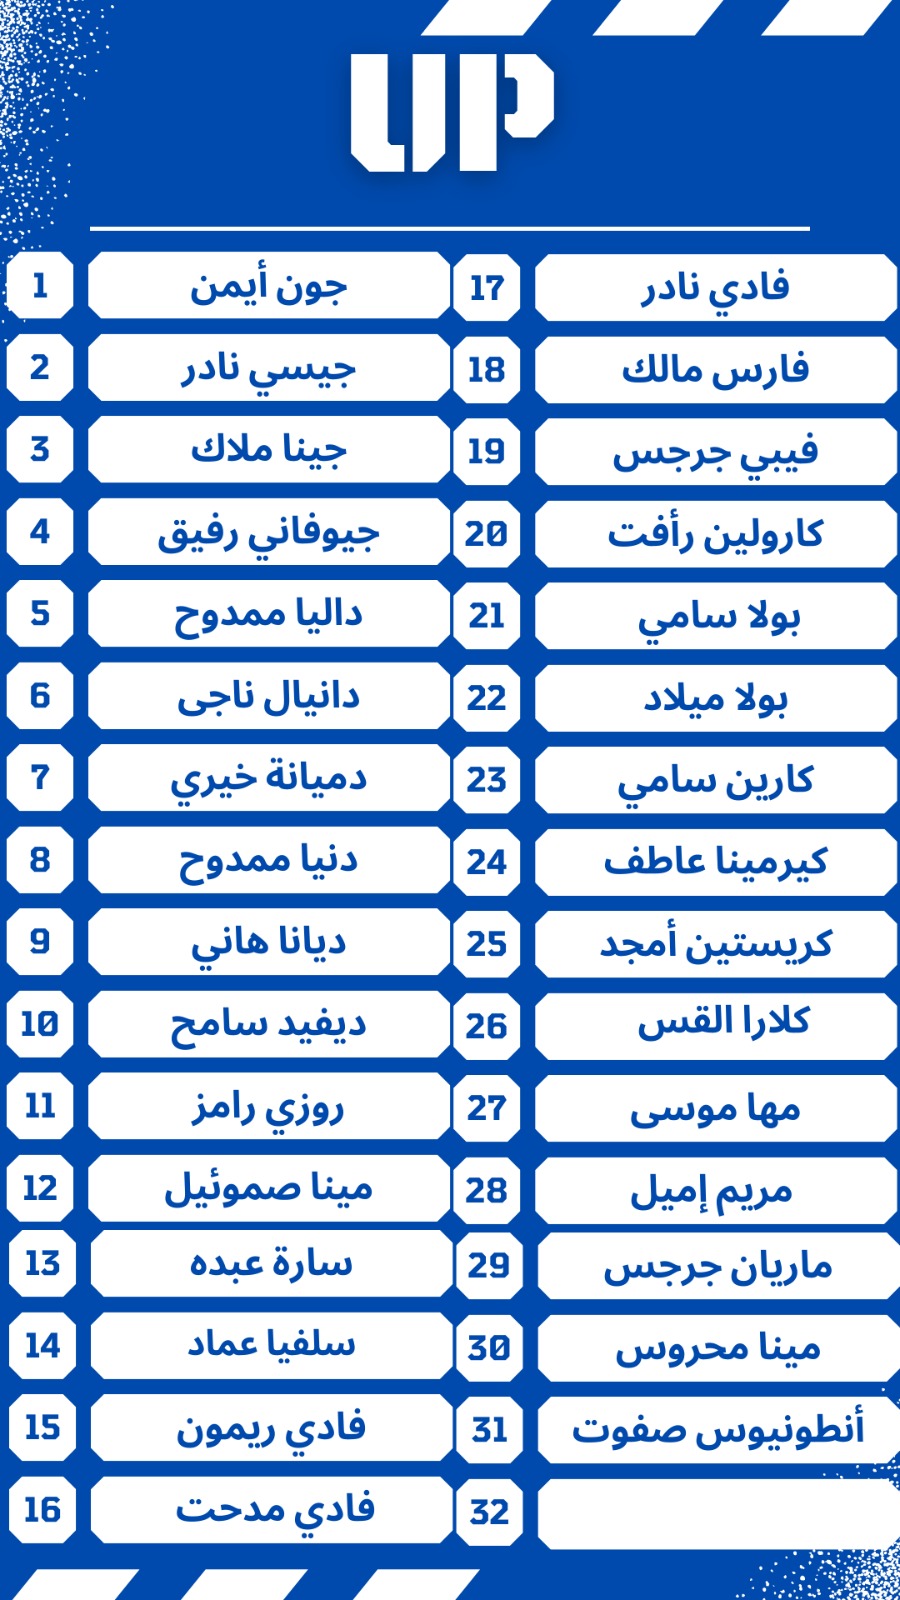 UP
1 جون أيمن
2 جيسي نادر
3 جينا ملاك
4 جيوفاني رفيق
5 داليا ممدوح
6 دانيال ناجى
7 دميانة خيري
8 دنيا ممدوح
9 ديانا هاني
10 ديفيد سامح
11 روزي رامز
12 مينا صموئيل
13 سارة عبده
14 سلفيا عماد
15 فادي ريمون
16 فادي مدحت
17 فادي نادر
18 فارس مالك
19 فيبي جرجس
20 كارولين رأفت
21 بولا سامي
22 بولا ميلاد
23 كارين سامي
24 كيرمينا عاطف
25 كريستين أمجد
26 كلارا القس
27 مها موسى
28 مريم إميل
29 ماريان جرجس
30 مينا محروس
31 أنطونيوس صفوت
32